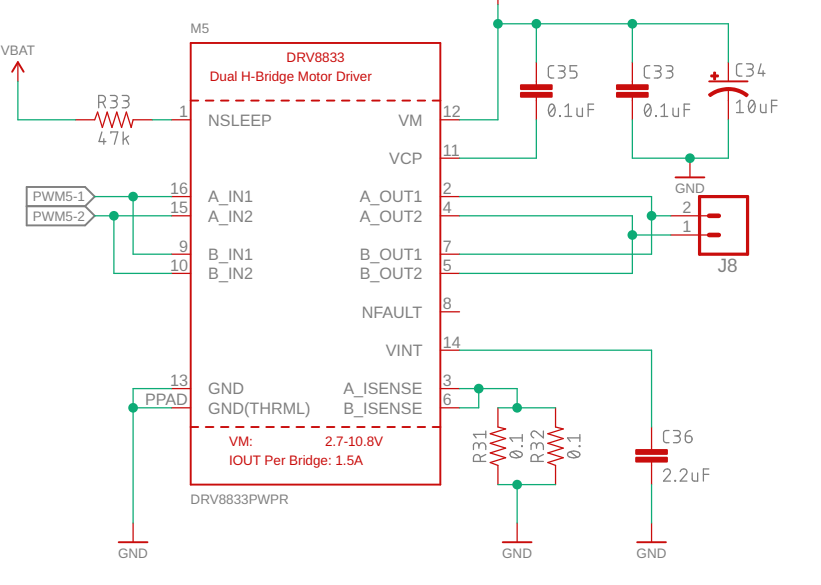 M5
DRV8833
Dual H-Bridge Motor Driver
VBAT
R33
47k
1
NSLEEP
VM
12
VCP
11
C35
0.1uF
C33
0.1uF
C34
10uF
GND
PWM5-1
PWM5-2
16
A_IN1
15
A_IN2
9
B_IN1
10
B_IN2
A_OUT1
2
A_OUT2
4
B_OUT1
7
B_OUT2
5
2
1
J8
NFAULT
8
VINT
14
13
GND
PPAD
GND(THRML)
A_ISENSE
3
B_ISENSE
6
VM: 2.7-10.8V
IOUT Per Bridge: 1.5A
DRV8833PWPR
R31
0.1
R32
0.1
C36
2.2uF
GND
GND
GND